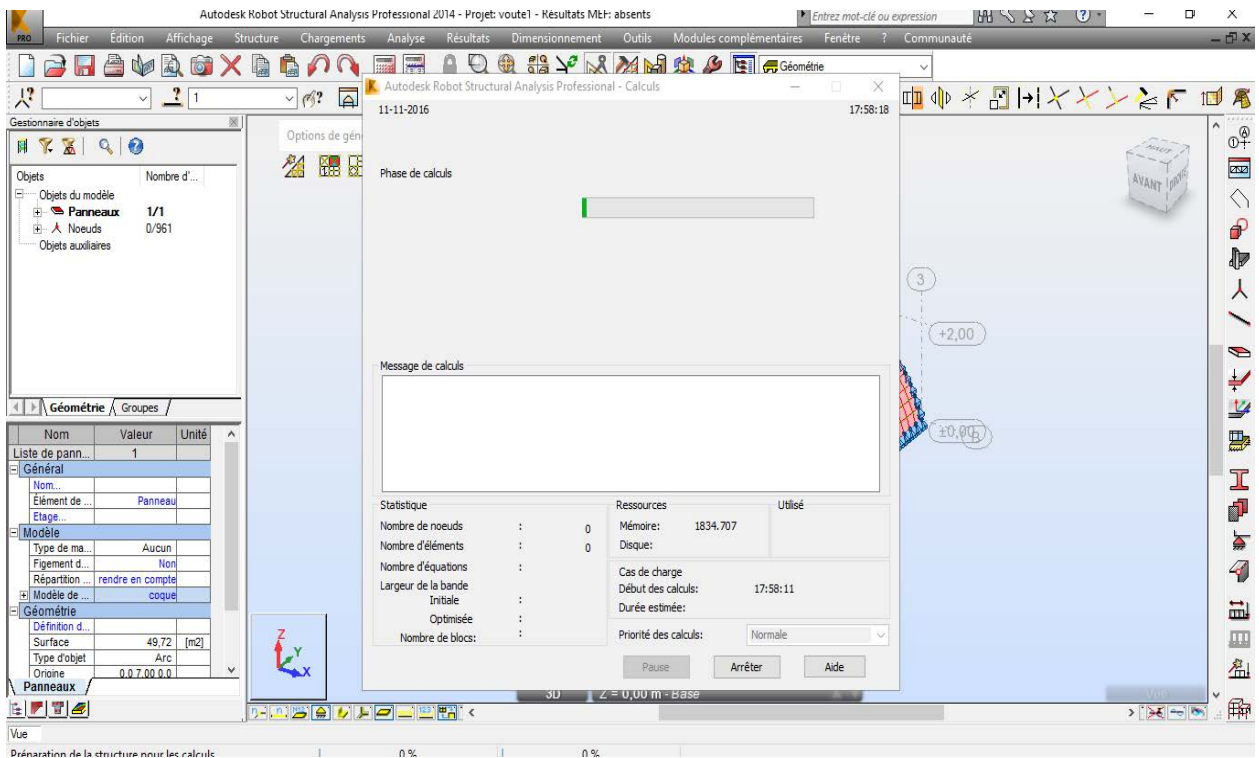 Autodesk Robot Structural Analysis Professional 2014 - Projet: voute1 - Résultats MEF: absents
Entrez mot-clé ou expression
PRO
Fichier Édition Affichage Structure Chargements Analyse Résultats Dimensionnement Outils Modules complémentaires Fenêtre ? Communauté
Géométrie
1
Gestionnaire d'objets
Objets Nombre d'...
Objets du modèle
Panneaux 1/1
Noeuds 0/961
Objets auxiliaires
Géométrie Groupes
Nom Valeur Unité
Liste de pann... 1
Général
Nom...
Élément de ... Panneau
Etage...
Modèle
Type de ma... Aucun
Figement d... Non
Répartition ... rendre en compte
Modèle de ... coque
Géométrie
Définition d...
Surface 49,72 [m2]
Type d'objet Arc
Origine 0.0 7.00 0.0
Panneaux
Options de gén
Autodesk Robot Structural Analysis Professional - Calculs
11-11-2016 17:58:18
Phase de calculs
Message de calculs
Statistique
Nombre de noeuds : 0
Nombre d'éléments : 0
Nombre d'équations :
Largeur de la bande
Initiale :
Optimisée :
Nombre de blocs: :
Ressources Utilisé
Mémoire: 1834.707
Disque:
Cas de charge
Début des calculs: 17:58:11
Durée estimée:
Priorité des calculs: Normale
Pause Arrêter Aide
AVANT
3
+2,00
±0,00
B
Z
Y
X
3D Z = 0,00 m - Base
Vue
Vue
Préparation de la structure pour les calculs 0 % 0 %